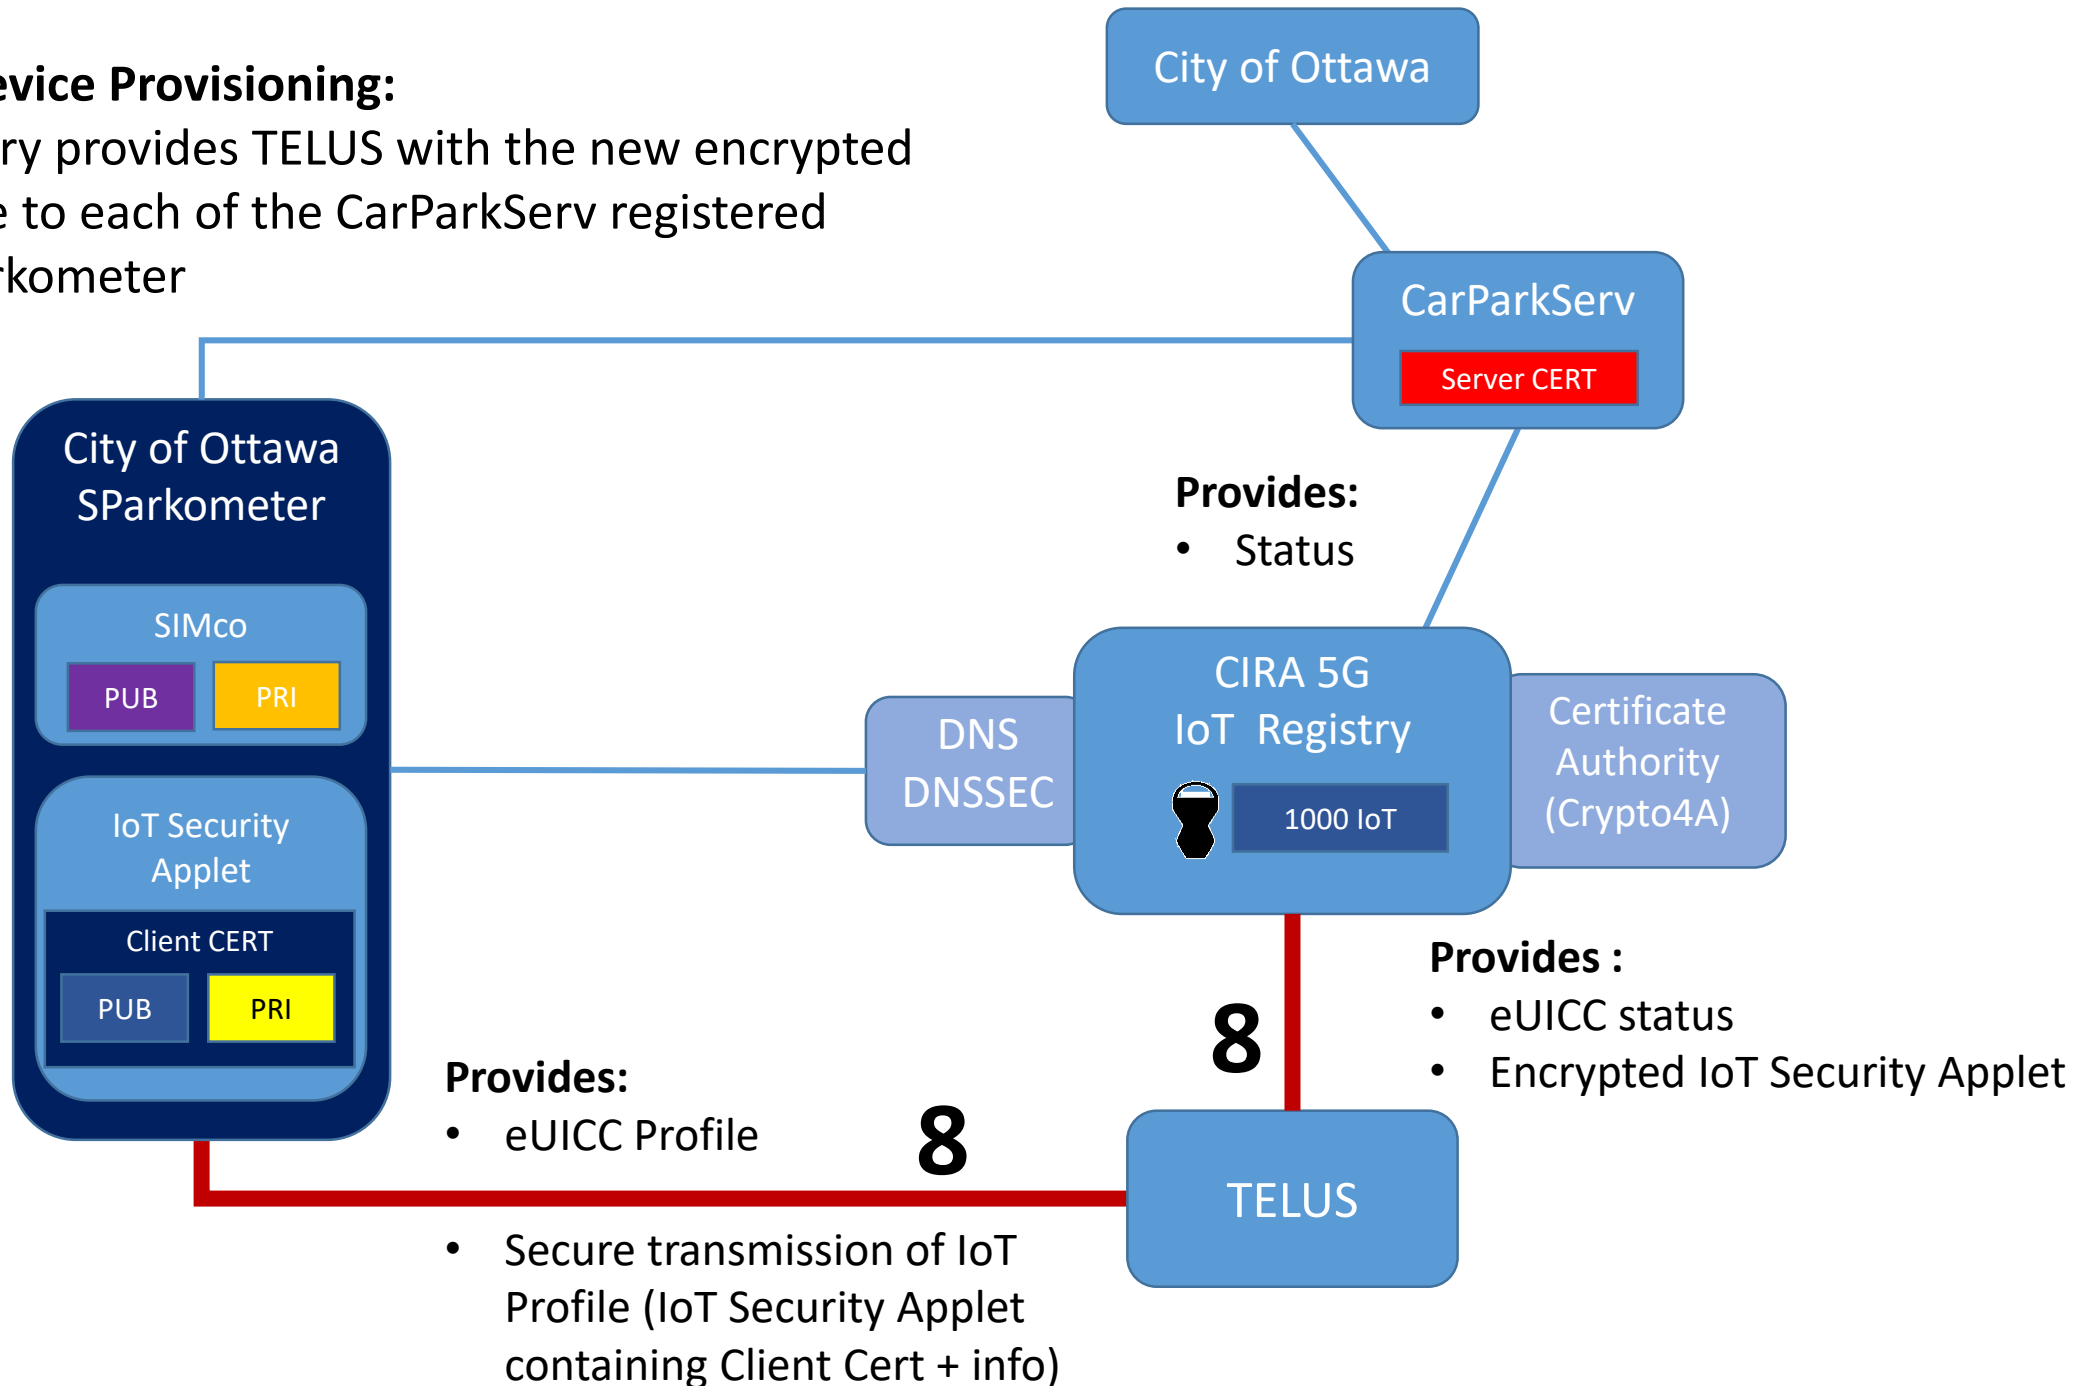 evice Provisioning:
ry provides TELUS with the new encrypted
e to each of the CarParkServ registered
rkometer
City of Ottawa
CarParkServ
Server CERT
City of Ottawa
SParkometer
SIMco
PUB
PRI
IoT Security
Applet
Client CERT
PUB
PRI
Provides:
• Status
DNS
DNSSEC
CIRA 5G
IoT Registry
1000 IoT
Certificate
Authority
(Crypto4A)
Provides :
• eUICC status
• Encrypted IoT Security Applet
8
Provides:
• eUICC Profile
8
TELUS
• Secure transmission of IoT
Profile (IoT Security Applet
containing Client Cert + info)